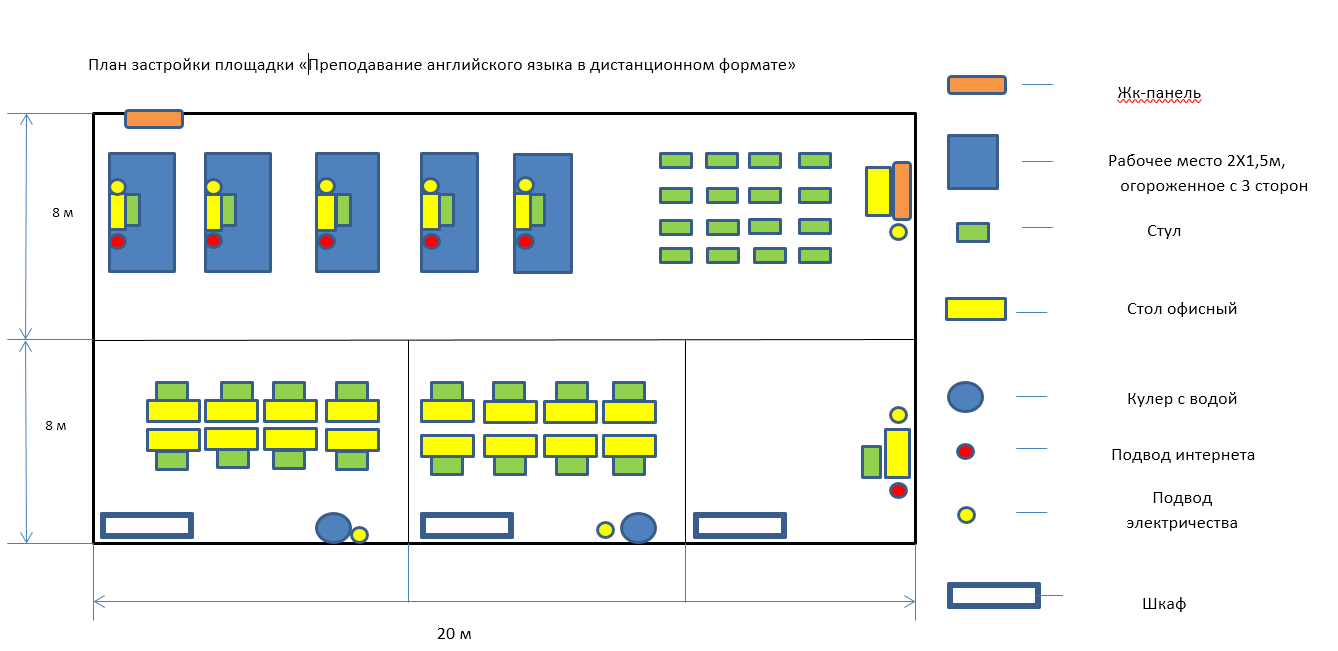 План застройки площадки «Преподавание английского языка в дистанционном формате»
Жк-панель
Рабочее место 2Х1,5м,
огороженное с 3 сторон
8 м
Стул
Стол офисный
Кулер с водой
8 м
Подвод интернета
Подвод
электричества
Шкаф
20 м